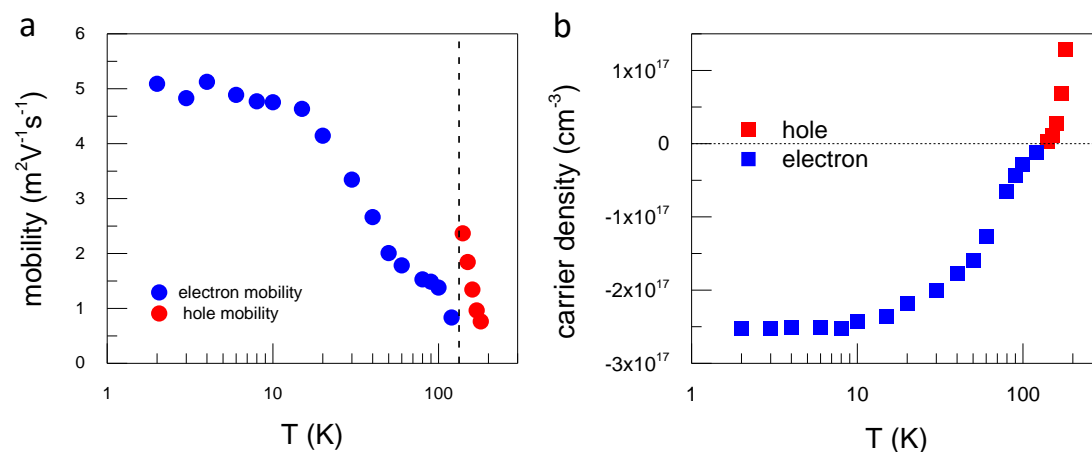 a
mobility (m²V⁻¹s⁻¹)
6
5
4
3
2
1
0
electron mobility
hole mobility
1
10
100
T (K)
b
carrier density (cm⁻³)
1x10¹⁷
0
-1x10¹⁷
-2x10¹⁷
-3x10¹⁷
hole
electron
1
10
100
T (K)